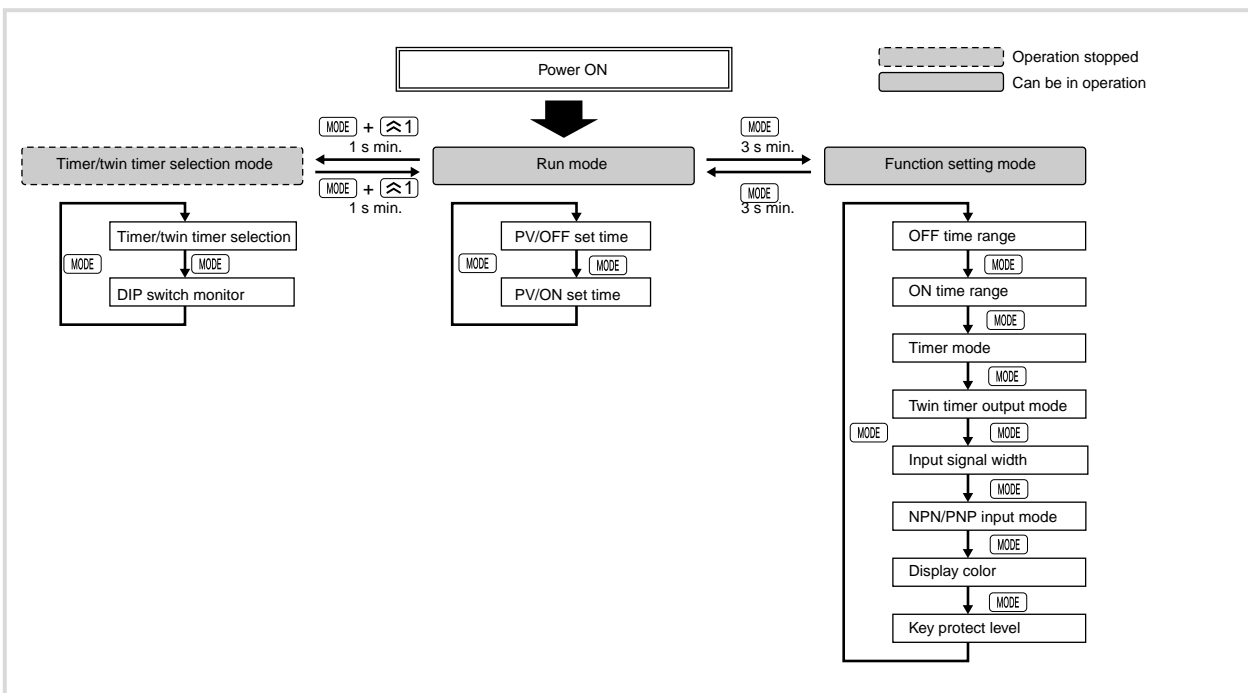 Power ON
Operation stopped
Can be in operation
MODE + 1
1 s min.
MODE
3 s min.
Timer/twin timer selection mode
Run mode
Function setting mode
MODE + 1
1 s min.
MODE
3 s min.
Timer/twin timer selection
MODE
MODE
DIP switch monitor
PV/OFF set time
MODE
MODE
PV/ON set time
OFF time range
MODE
ON time range
MODE
Timer mode
MODE
Twin timer output mode
MODE
MODE
Input signal width
MODE
NPN/PNP input mode
MODE
Display color
MODE
Key protect level